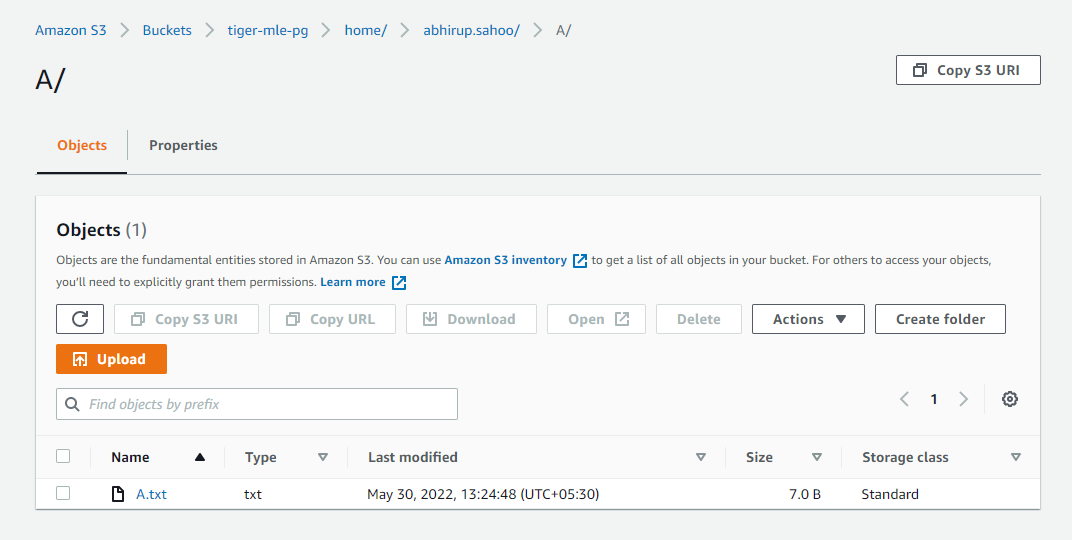 Amazon S3 > Buckets > tiger-mle-pg > home/ > abhirup.sahoo/ > A/
A/
Copy S3 URI
Objects Properties
Objects (1)
Objects are the fundamental entities stored in Amazon S3. You can use Amazon S3 inventory to get a list of all objects in your bucket. For others to access your objects,
you'll need to explicitly grant them permissions. Learn more
Copy S3 URI Copy URL Download Open Delete Actions Create folder
Upload
Find objects by prefix
1
Name Type Last modified Size Storage class
A.txt txt May 30, 2022, 13:24:48 (UTC+05:30) 7.0 B Standard